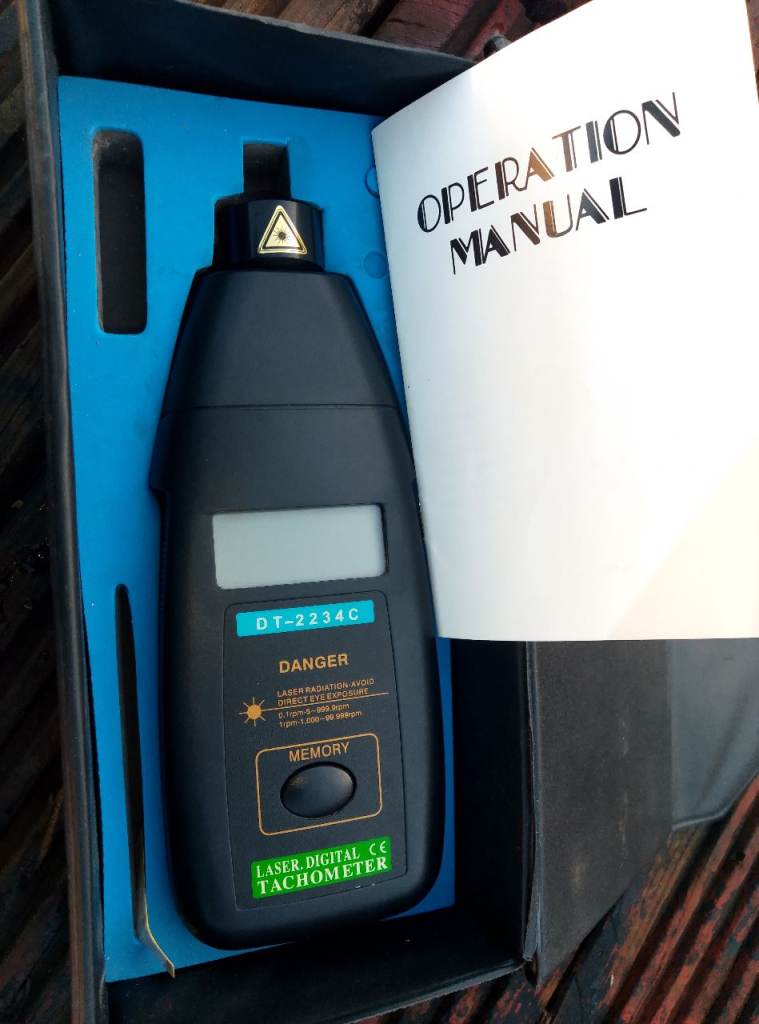 OPERATION
MANUAL
DT-2234C
DANGER
LASER RADIATION-AVOID
DIRECT EYE EXPOSURE
0.1rpm-5~999.9rpm
1rpm-1.000~99.999rpm
MEMORY
LASER.DIGITAL CE
TACHOMETER